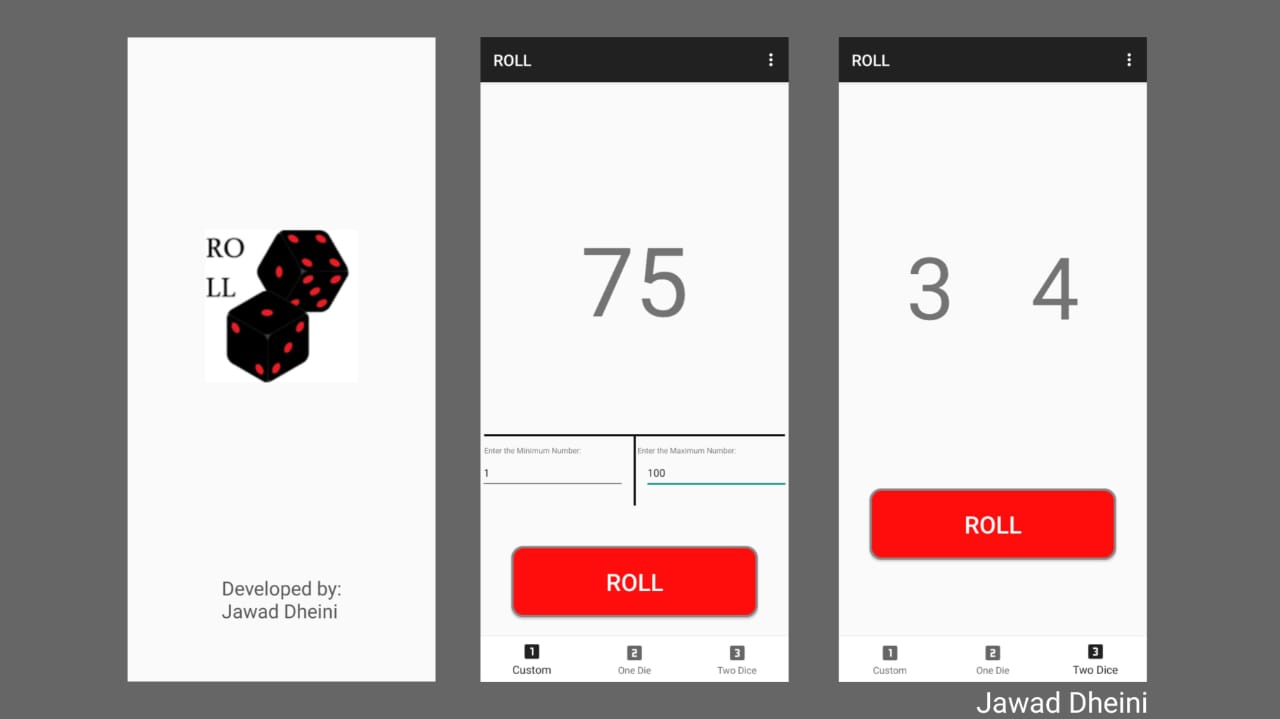 RO
LL
Developed by:
Jawad Dheini
ROLL
75
Enter the Minimum Number:
1
Enter the Maximum Number:
100
ROLL
1
Custom
2
One Die
3
Two Dice
ROLL
3 4
ROLL
1
Custom
2
One Die
3
Two Dice
Jawad Dheini